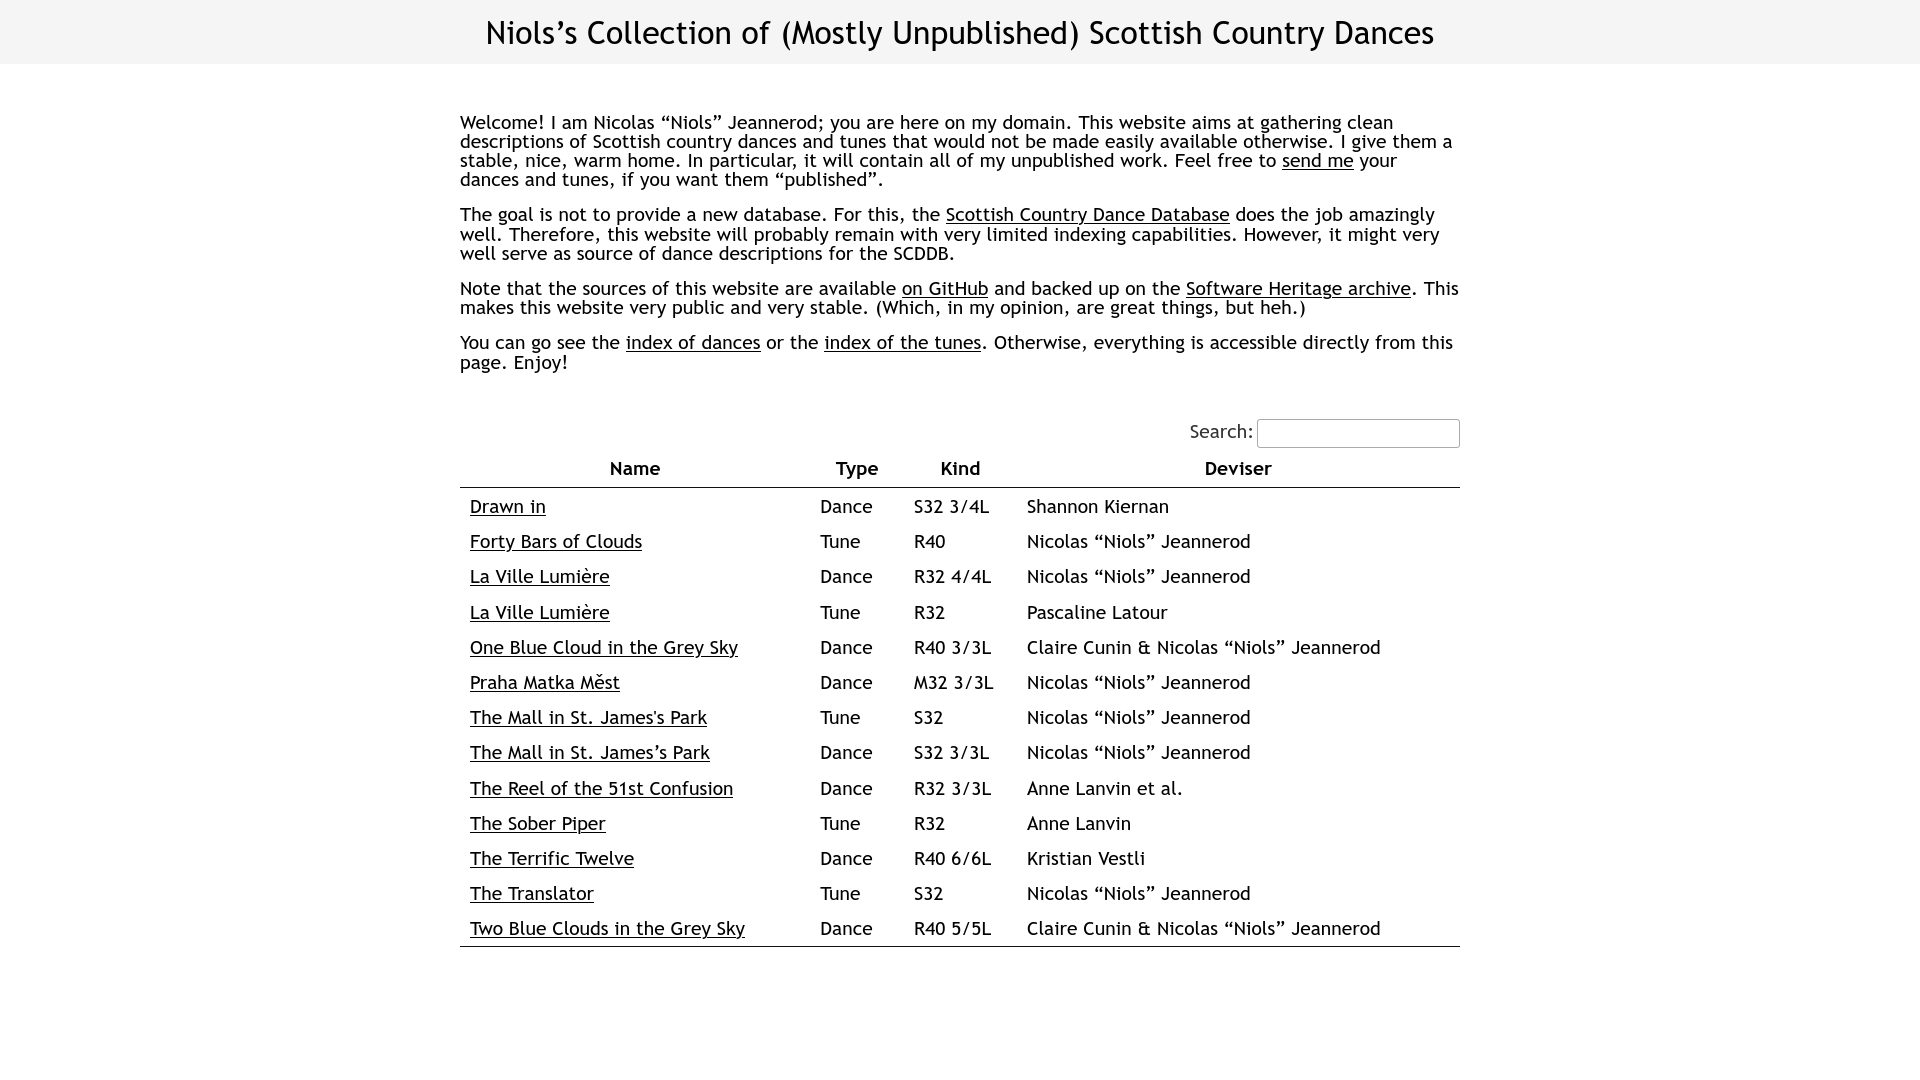 Niols’s Collection of (Mostly Unpublished) Scottish Country Dances
Welcome! I am Nicolas “Niols” Jeannerod; you are here on my domain. This website aims at gathering clean
descriptions of Scottish country dances and tunes that would not be made easily available otherwise. I give them a
stable, nice, warm home. In particular, it will contain all of my unpublished work. Feel free to send me your
dances and tunes, if you want them “published”.
The goal is not to provide a new database. For this, the Scottish Country Dance Database does the job amazingly
well. Therefore, this website will probably remain with very limited indexing capabilities. However, it might very
well serve as source of dance descriptions for the SCDDB.
Note that the sources of this website are available on GitHub and backed up on the Software Heritage archive. This
makes this website very public and very stable. (Which, in my opinion, are great things, but heh.)
You can go see the index of dances or the index of the tunes. Otherwise, everything is accessible directly from this
page. Enjoy!
Search:
Name Type Kind Deviser
Drawn in Dance S32 3/4L Shannon Kiernan
Forty Bars of Clouds Tune R40 Nicolas “Niols” Jeannerod
La Ville Lumière Dance R32 4/4L Nicolas “Niols” Jeannerod
La Ville Lumière Tune R32 Pascaline Latour
One Blue Cloud in the Grey Sky Dance R40 3/3L Claire Cunin & Nicolas “Niols” Jeannerod
Praha Matka Měst Dance M32 3/3L Nicolas “Niols” Jeannerod
The Mall in St. James's Park Tune S32 Nicolas “Niols” Jeannerod
The Mall in St. James’s Park Dance S32 3/3L Nicolas “Niols” Jeannerod
The Reel of the 51st Confusion Dance R32 3/3L Anne Lanvin et al.
The Sober Piper Tune R32 Anne Lanvin
The Terrific Twelve Dance R40 6/6L Kristian Vestli
The Translator Tune S32 Nicolas “Niols” Jeannerod
Two Blue Clouds in the Grey Sky Dance R40 5/5L Claire Cunin & Nicolas “Niols” Jeannerod